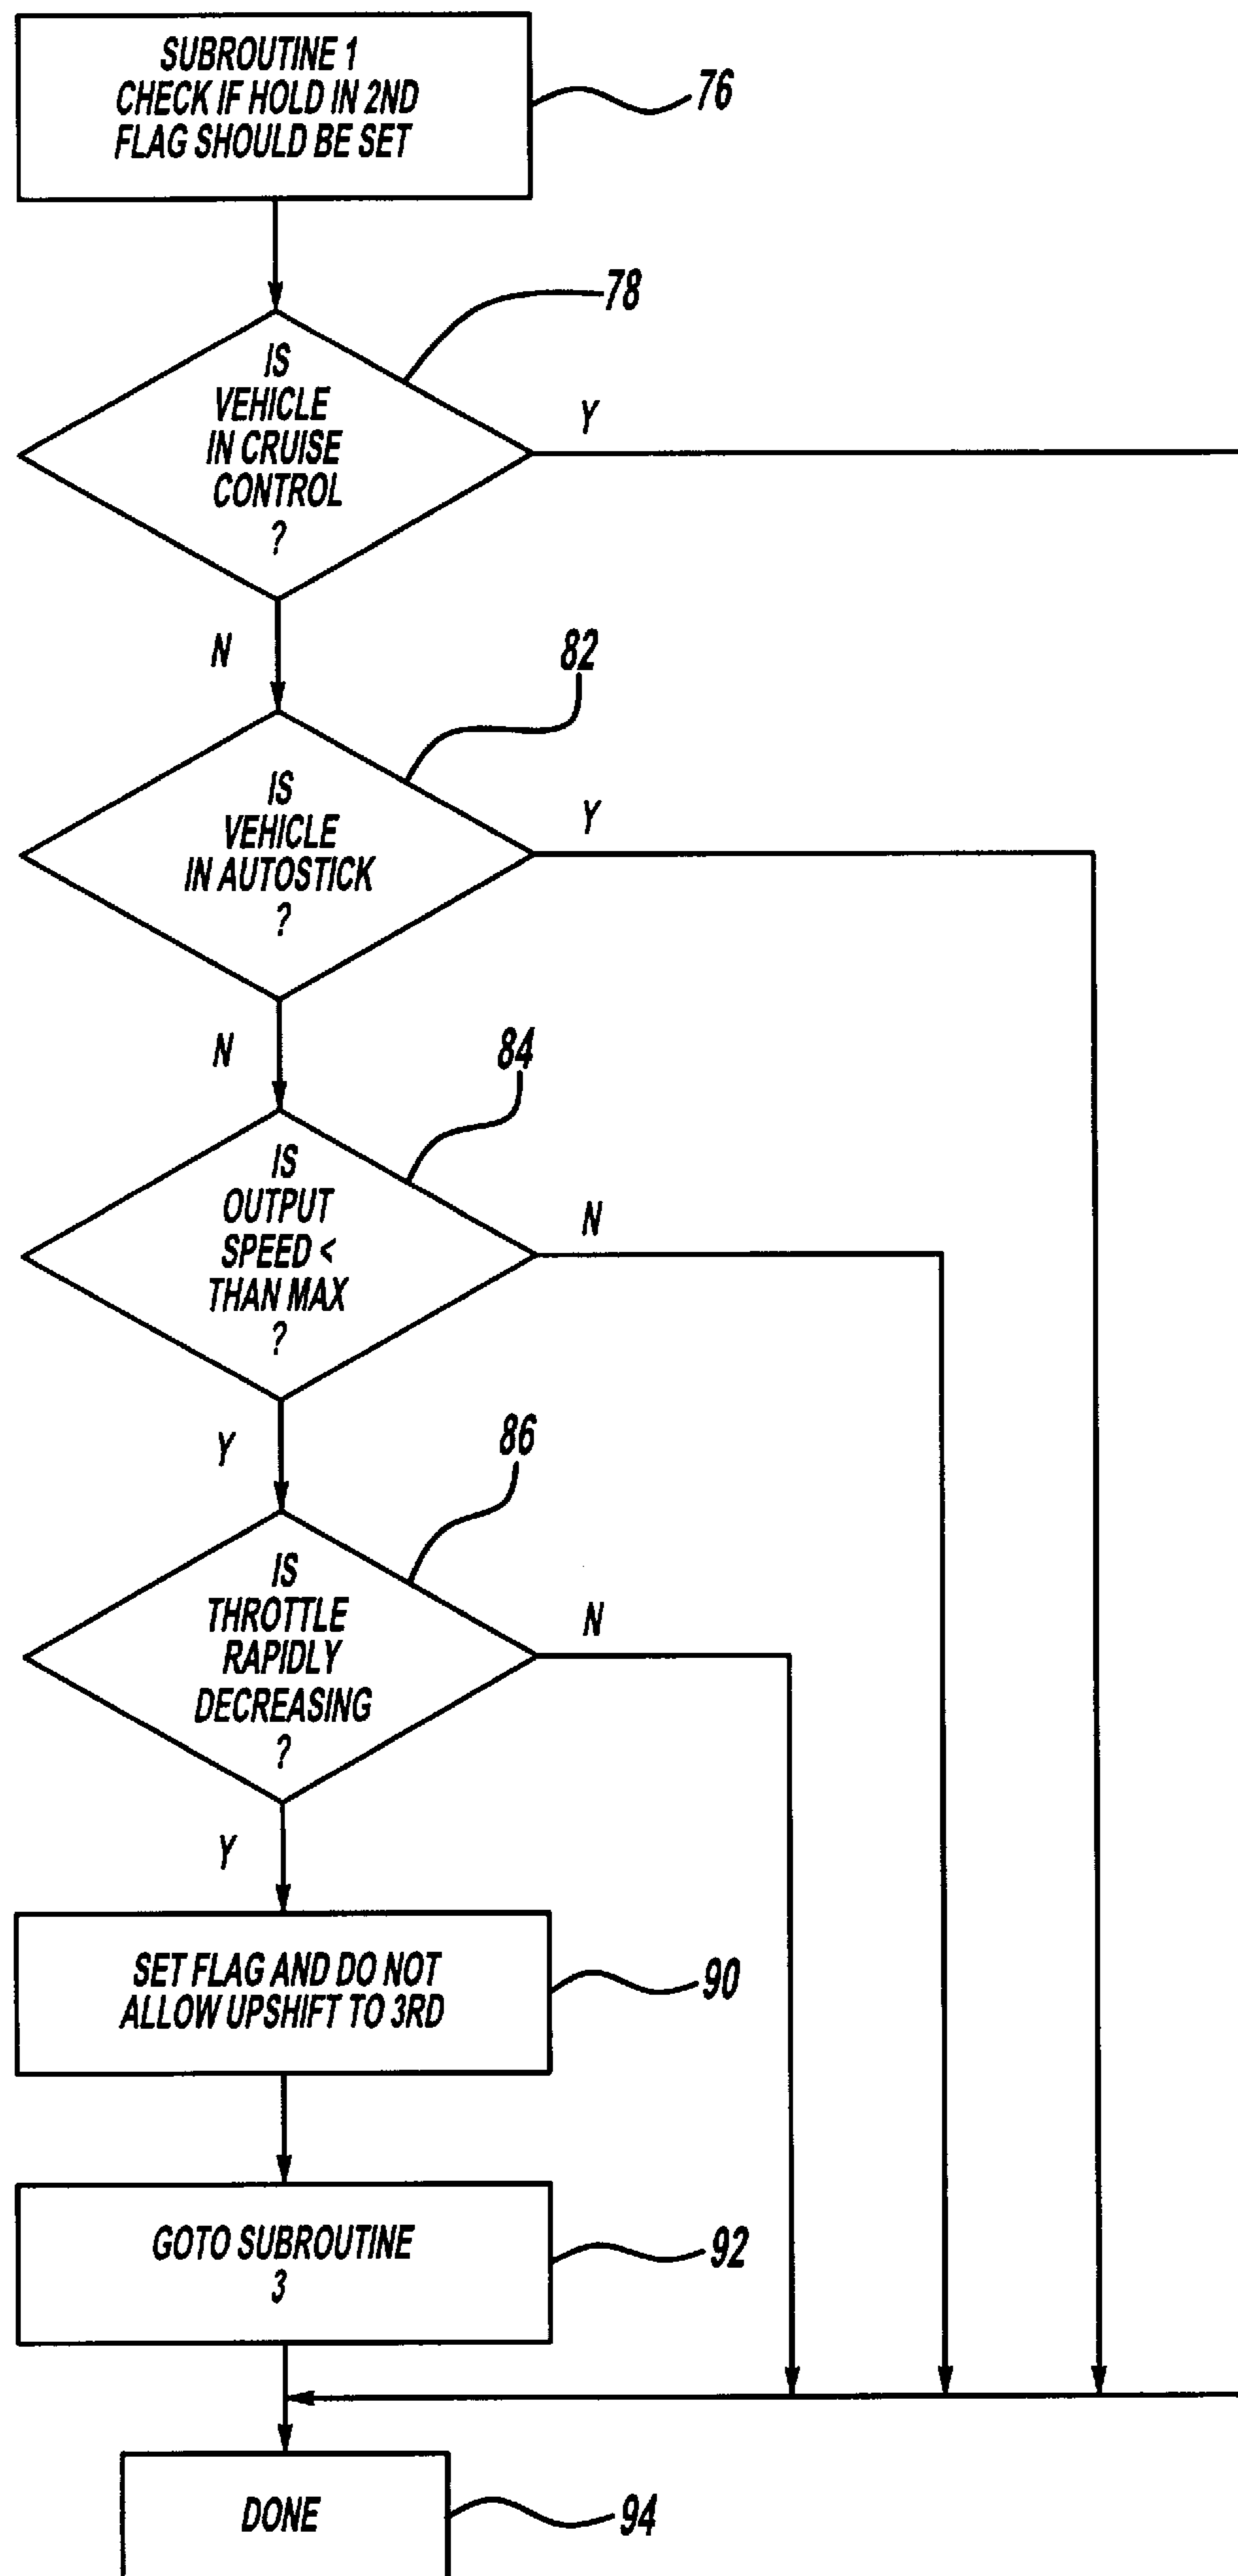 SUBROUTINE 1
CHECK IF HOLD IN 2ND
FLAG SHOULD BE SET
76
78
IS
VEHICLE
IN CRUISE
CONTROL
?
Y
N
82
IS
VEHICLE
IN AUTOSTICK
?
Y
N
84
IS
OUTPUT
SPEED <
THAN MAX
?
N
Y
86
IS
THROTTLE
RAPIDLY
DECREASING
?
N
Y
SET FLAG AND DO NOT
ALLOW UPSHIFT TO 3RD
90
GOTO SUBROUTINE
3
92
DONE
94